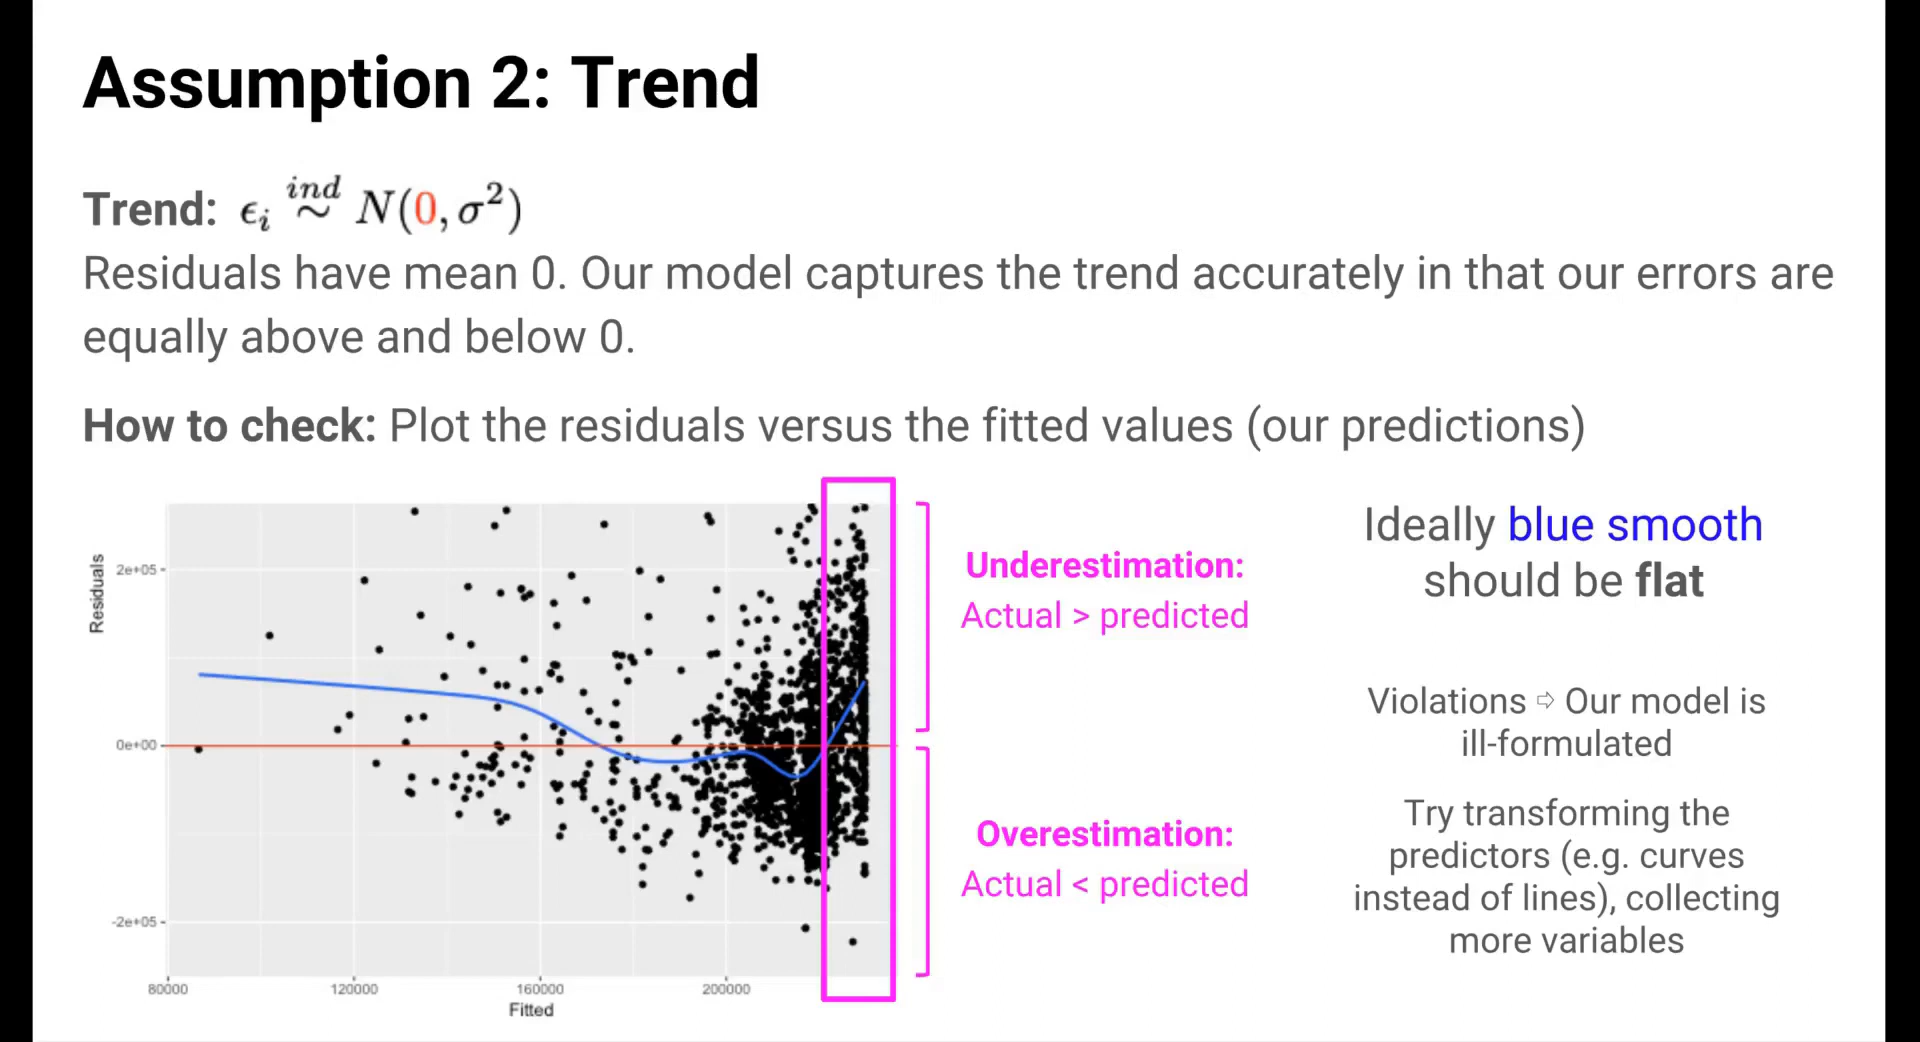 Assumption 2: Trend
Trend: ϵᵢ ind ~ N(0, σ²)
Residuals have mean 0. Our model captures the trend accurately in that our errors are
equally above and below 0.
How to check: Plot the residuals versus the fitted values (our predictions)
Residuals
2e+05
0e+00
-2e+05
80000
120000
160000
200000
Fitted
Underestimation:
Actual > predicted
Overestimation:
Actual < predicted
Ideally blue smooth
should be flat
Violations ⇨ Our model is
ill-formulated
Try transforming the
predictors (e.g. curves
instead of lines), collecting
more variables